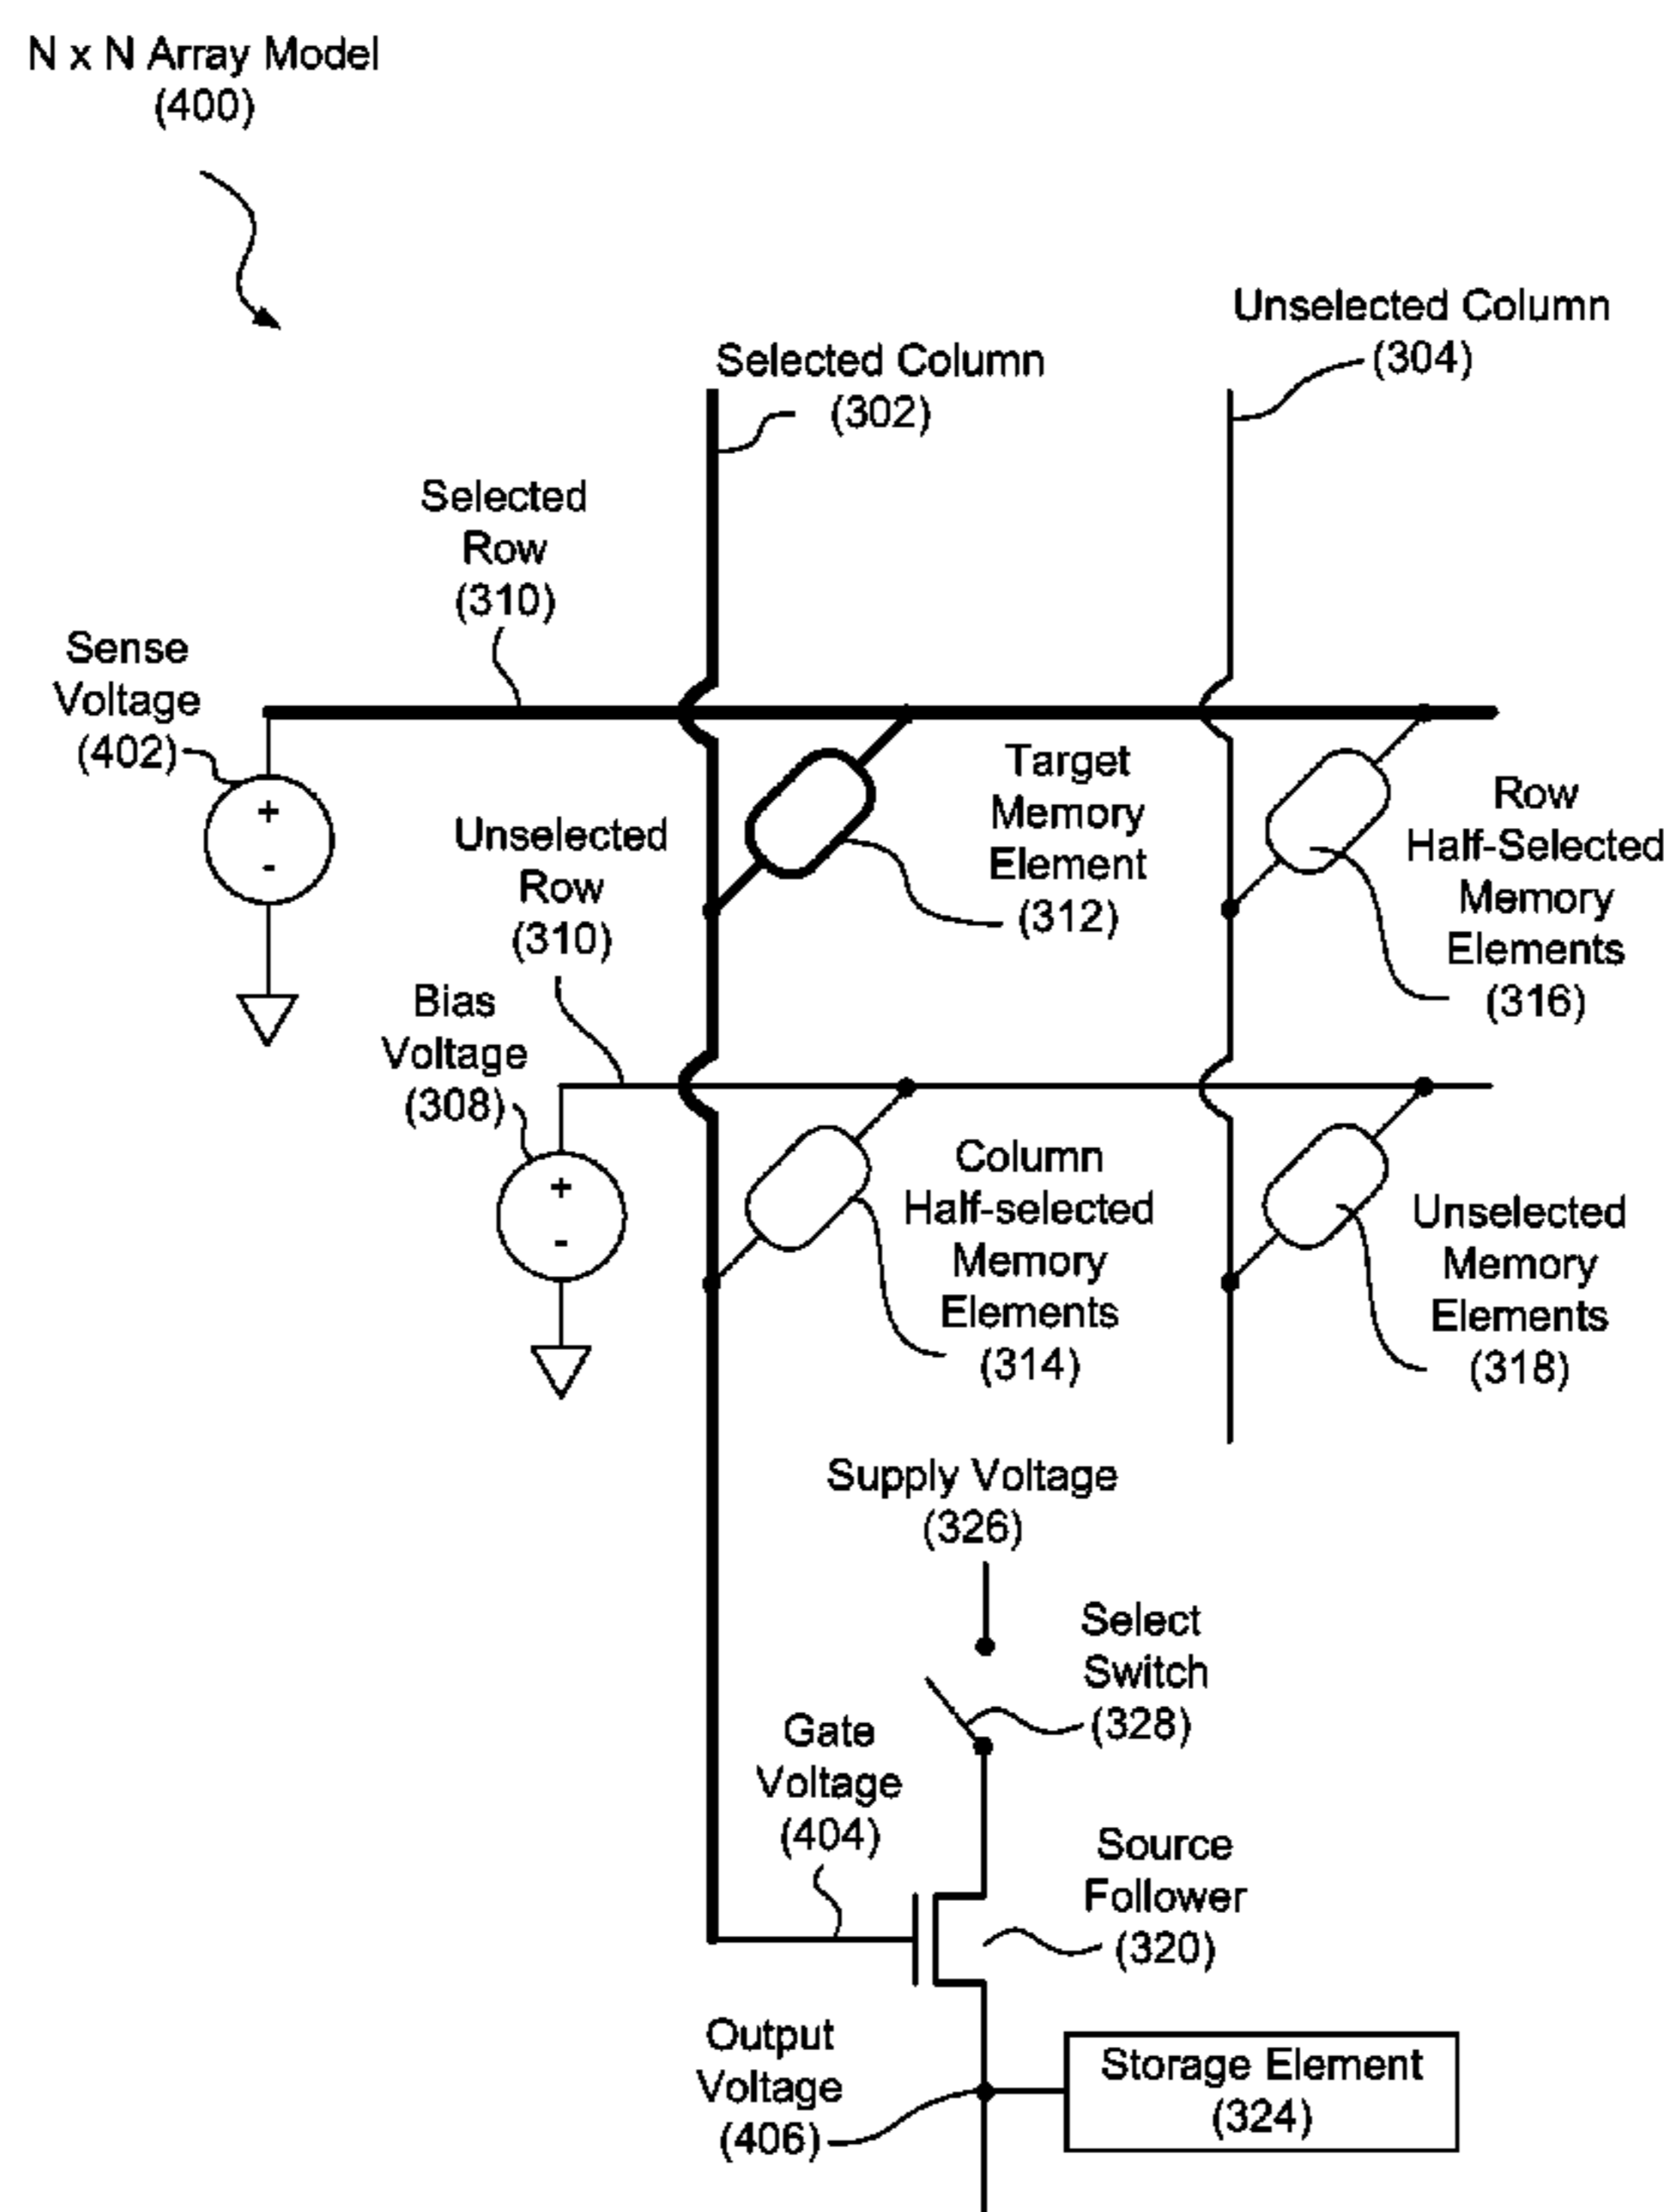 N x N Array Model
(400)
Unselected Column
(304)
Selected Column
(302)
Selected
Row
(310)
Sense
Voltage
(402)
+
-
Target
Memory
Element
(312)
Row
Half-Selected
Memory
Elements
(316)
Unselected
Row
(310)
Bias
Voltage
(308)
+
-
Column
Half-selected
Memory
Elements
(314)
Unselected
Memory
Elements
(318)
Supply Voltage
(326)
Select
Switch
(328)
Gate
Voltage
(404)
Source
Follower
(320)
Output
Voltage
(406)
Storage Element
(324)